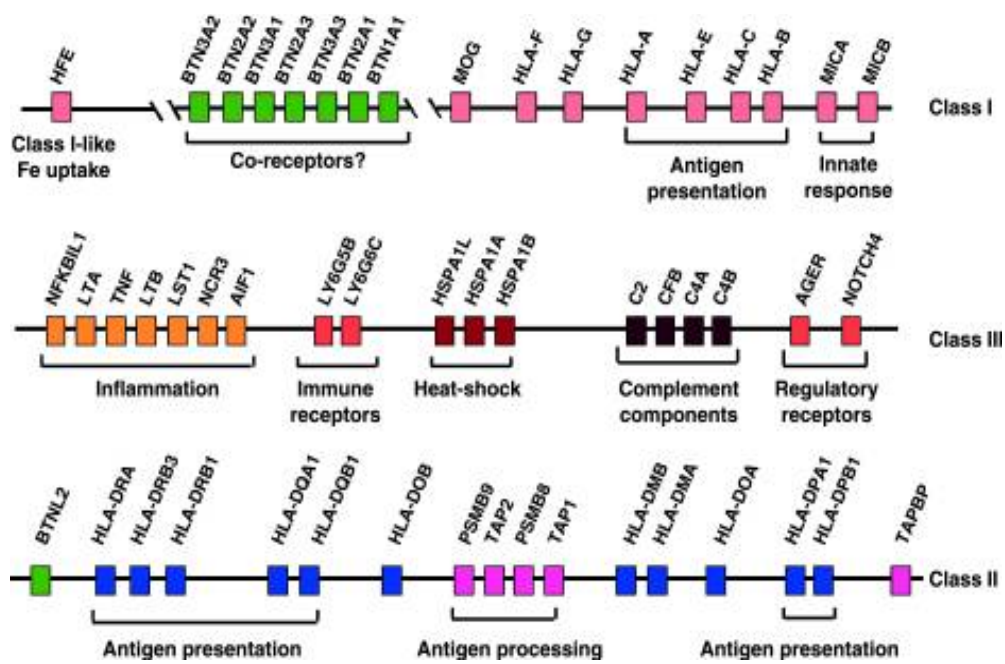 HFE
BTN3A2
BTN2A2
BTN3A1
BTN2A3
BTN3A3
BTN2A1
BTN1A1
MOG
HLA-F
HLA-G
HLA-A
HLA-E
HLA-C
HLA-B
MICA
MICB
Class I
Class I-like
Fe uptake
Co-receptors?
Antigen
presentation
Innate
response
NFKBIL1
LTA
TNF
LTB
LST1
NCR3
AIF1
LY6G5B
LY6G6C
HSPA1L
HSPA1A
HSPA1B
C2
CFB
C4A
C4B
AGER
NOTCH4
Class III
Inflammation
Immune
receptors
Heat-shock
Complement
components
Regulatory
receptors
BTNL2
HLA-DRA
HLA-DRB3
HLA-DRB1
HLA-DQA1
HLA-DQB1
HLA-DOB
PSMB9
TAP2
PSMB8
TAP1
HLA-DMB
HLA-DMA
HLA-DOA
HLA-DPA1
HLA-DPB1
TAPBP
Class II
Antigen presentation
Antigen processing
Antigen presentation